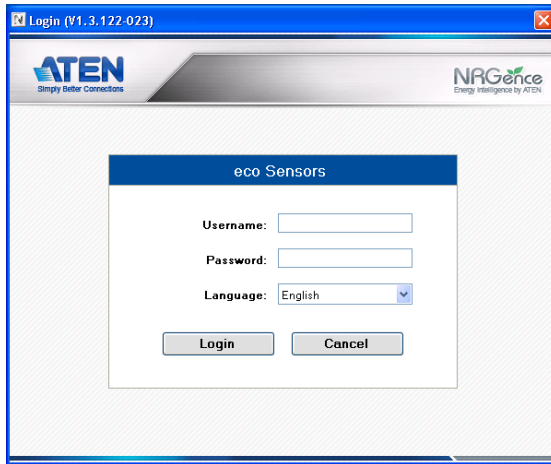 Login (V1.3.122-023)
ATEN
Simply Better Connections
NRGence
Energy Intelligence by ATEN
eco Sensors
Username:
Password:
Language: English
Login Cancel